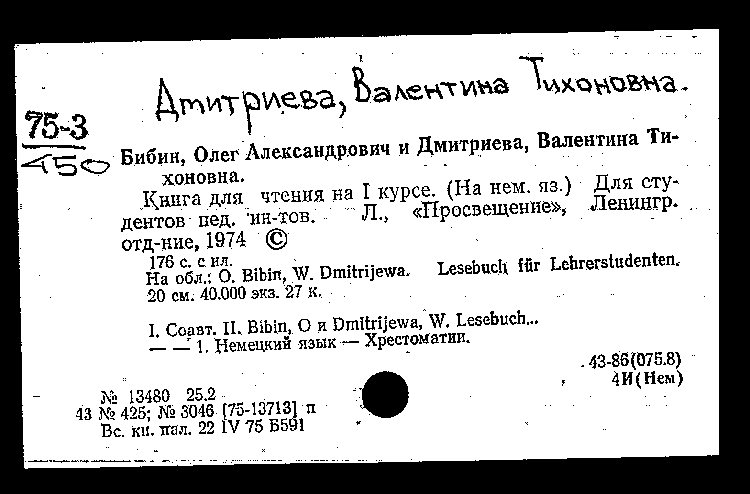 Дмитриева, Валентина Тихоновна.
75-3
450
Бибин, Олег Александрович и Дмитриева, Валентина Ти-
хоновна.
Книга для чтения на I курсе. (На нем. яз.) Для сту-
дентов пед. ин-тов. Л., «Просвещение», Ленингр.
отд-ние, 1974 ©
176 с. с ил.
На обл.: O. Bibin, W. Dmitrijewa. Lesebuch für Lehrerstudenten.
20 см. 40.000 экз. 27 к.
I. Соавт. II. Bibin, O и Dmitrijewa, W. Lesebuch...
— — 1. Немецкий язык — Хрестоматии.
43-86(075.8)
4И(Нем)
№ 13480 25.2
43 № 425; № 3046 [75-13713] п
Вс. кн. пал. 22 IV 75 Б591